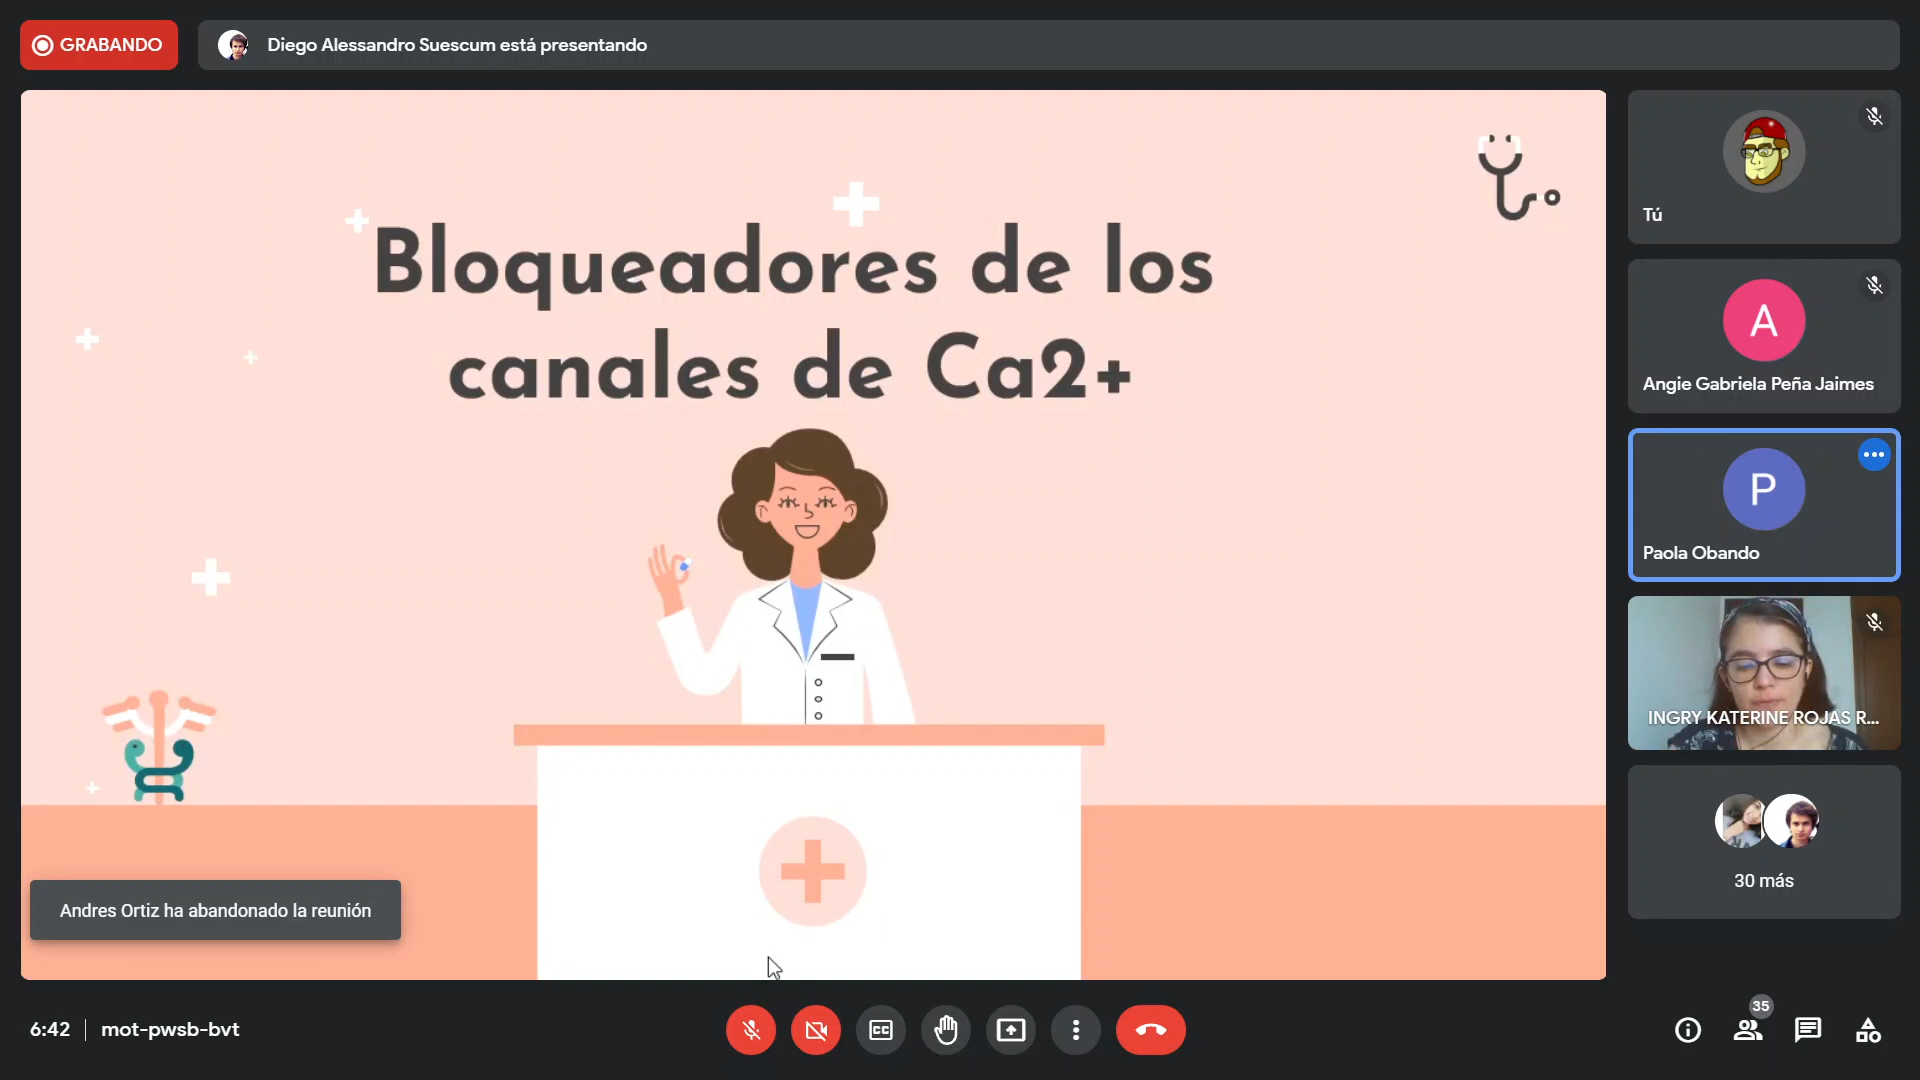 GRABANDO
Diego Alessandro Suescum está presentando
Bloqueadores de los
canales de Ca2+
Tú
A
Angie Gabriela Peña Jaimes
P
Paola Obando
INGRY KATERINE ROJAS R...
30 más
Andres Ortiz ha abandonado la reunión
6:42
mot-pwsb-bvt
CC
35